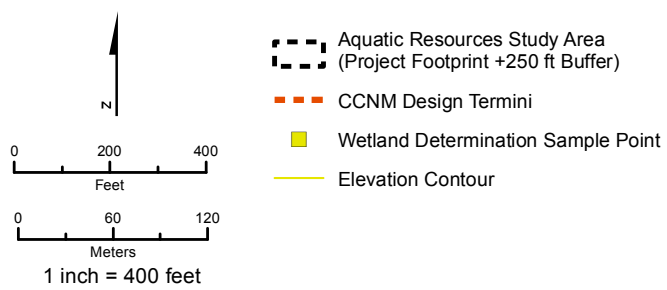 N
0 200 400
Feet
0 60 120
Meters
1 inch = 400 feet
Aquatic Resources Study Area
(Project Footprint +250 ft Buffer)
CCNM Design Termini
Wetland Determination Sample Point
Elevation Contour